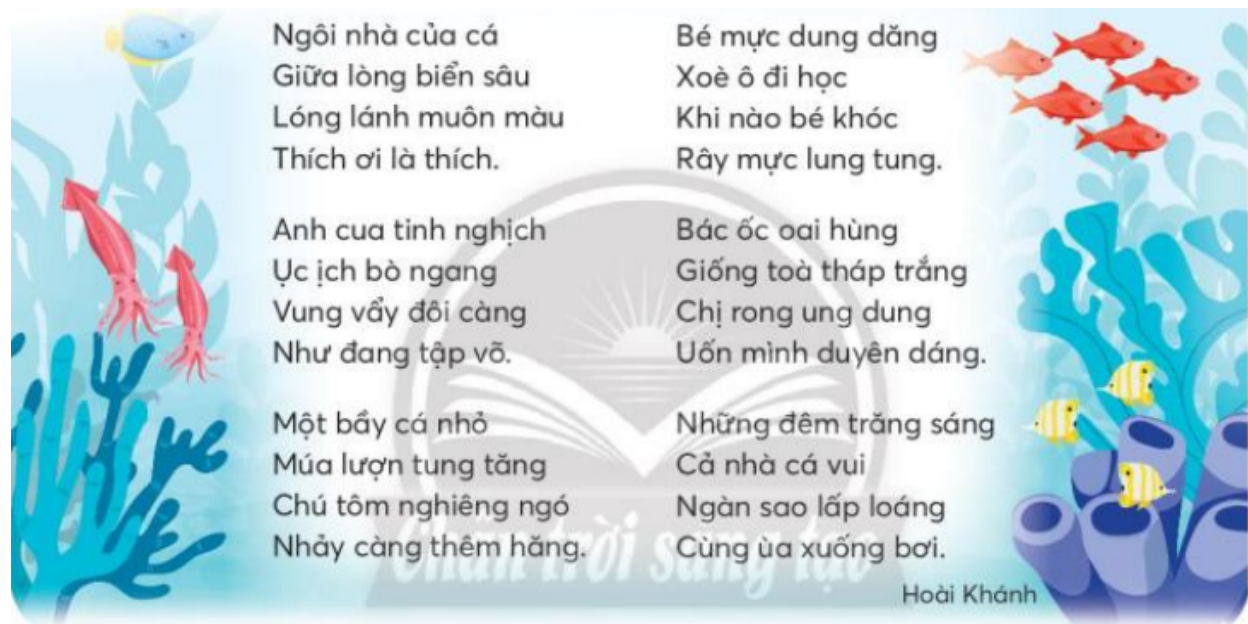 Ngôi nhà của cá
Giữa lòng biển sâu
Lóng lánh muôn màu
Thích ơi là thích.
Anh cua tinh nghịch
Ục ịch bò ngang
Vung vẩy đôi càng
Như đang tập võ.
Một bầy cá nhỏ
Múa lượn tung tăng
Chú tôm nghiêng ngó
Nhảy càng thêm hăng.
Bé mực dung dăng
Xoè ô đi học
Khi nào bé khóc
Rây mực lung tung.
Bác ốc oai hùng
Giống toà tháp trắng
Chị rong ung dung
Uốn mình duyên dáng.
Những đêm trăng sáng
Cả nhà cá vui
Ngàn sao lấp loáng
Cùng ùa xuống bơi.
Hoài Khánh
Chân trời sáng tạo